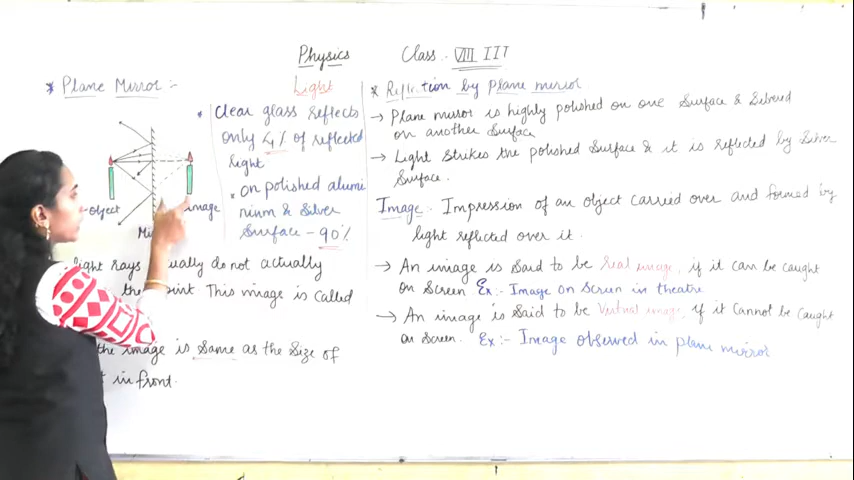 Physics Class :- VIII III
Light
* Plane Mirror :-
object
image
Mi
* Clear glass reflects
only 4% of reflected
light
* on polished alumi
nium & Silver
Surface - 90%
light rays actually do not actually
the point This image is called
the image is same as the size of
in front.
* Reflection by plane mirror
→ Plane mirror is highly polished on one Surface & Silvered
on another Surface
→ Light Strikes the polished Surface & it is reflected by Silver
Surface.
Image : Impression of an object carried over and formed by
light reflected over it.
→ An image is Said to be real image, if it can be caught
on Screen Ex :- Image on Screen in theatre
→ An image is Said to be Vertual image, if it cannot be Caught
on Screen. Ex :- Image observed in plane mirror